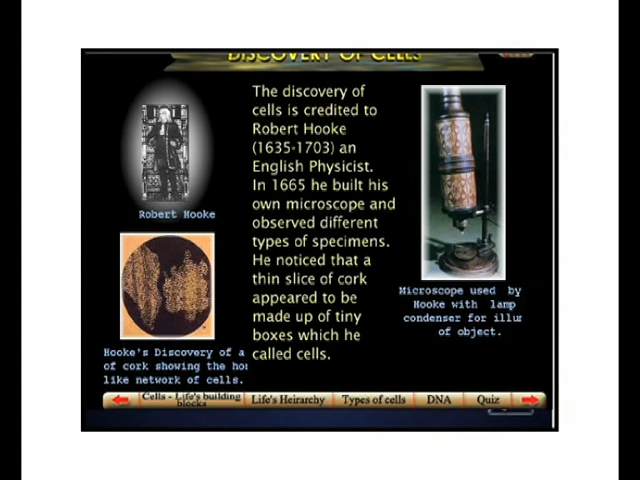 DISCOVERY OF CELLS
The discovery of
cells is credited to
Robert Hooke
(1635-1703) an
English Physicist.
In 1665 he built his
own microscope and
observed different
types of specimens.
He noticed that a
thin slice of cork
appeared to be
made up of tiny
boxes which he
called cells.
Robert Hooke
Hooke's Discovery of a
of cork showing the ho
like network of cells.
Microscope used by
Hooke with lamp
condenser for illu
of object.
Cells - Life's building
blocks
Life's Heirarchy
Types of cells
DNA
Quiz